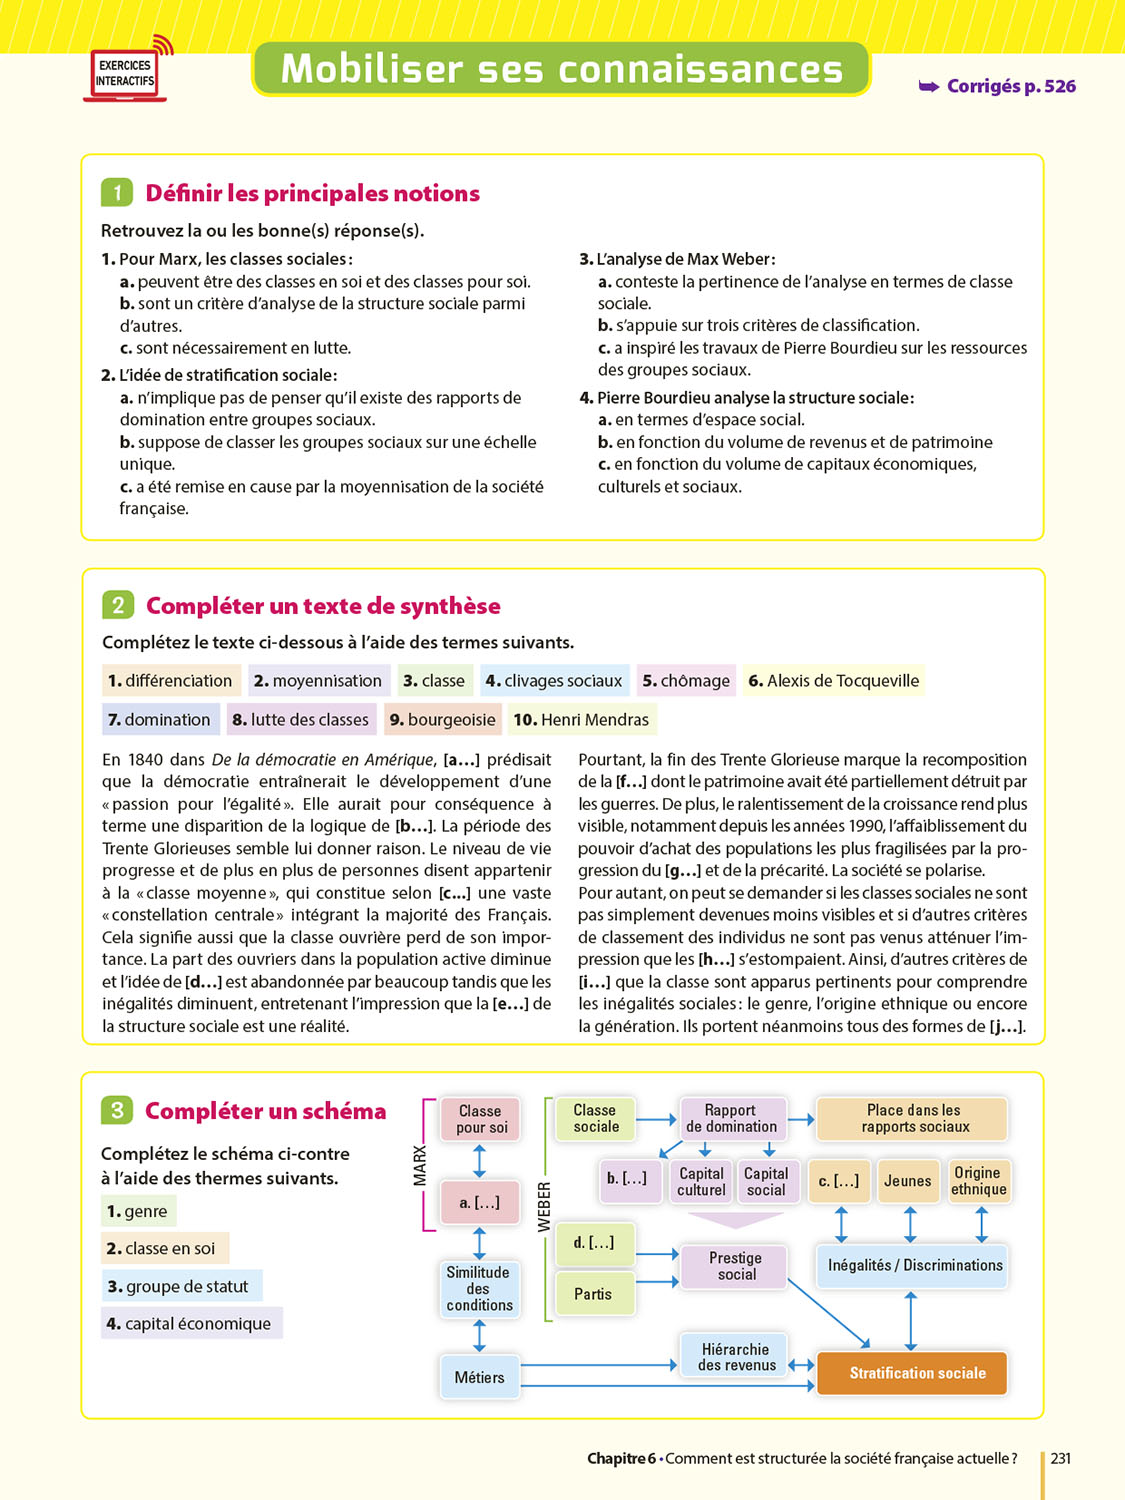 EXERCICES
INTERACTIFS
Mobiliser ses connaissances
➥ Corrigés p. 526
1 Définir les principales notions
Retrouvez la ou les bonne(s) réponse(s).
1. Pour Marx, les classes sociales :
a. peuvent être des classes en soi et des classes pour soi.
b. sont un critère d'analyse de la structure sociale parmi
d'autres.
c. sont nécessairement en lutte.
2. L'idée de stratification sociale :
a. n'implique pas de penser qu'il existe des rapports de
domination entre groupes sociaux.
b. suppose de classer les groupes sociaux sur une échelle
unique.
c. a été remise en cause par la moyennisation de la société
française.
3. L'analyse de Max Weber :
a. conteste la pertinence de l'analyse en termes de classe
sociale.
b. s'appuie sur trois critères de classification.
c. a inspiré les travaux de Pierre Bourdieu sur les ressources
des groupes sociaux.
4. Pierre Bourdieu analyse la structure sociale :
a. en termes d'espace social.
b. en fonction du volume de revenus et de patrimoine
c. en fonction du volume de capitaux économiques,
culturels et sociaux.
2 Compléter un texte de synthèse
Complétez le texte ci-dessous à l'aide des termes suivants.
1. différenciation 2. moyennisation 3. classe 4. clivages sociaux 5. chômage 6. Alexis de Tocqueville
7. domination 8. lutte des classes 9. bourgeoisie 10. Henri Mendras
En 1840 dans De la démocratie en Amérique, [a…] prédisait
que la démocratie entraînerait le développement d'une
« passion pour l'égalité ». Elle aurait pour conséquence à
terme une disparition de la logique de [b…]. La période des
Trente Glorieuses semble lui donner raison. Le niveau de vie
progresse et de plus en plus de personnes disent appartenir
à la « classe moyenne », qui constitue selon [c...] une vaste
« constellation centrale » intégrant la majorité des Français.
Cela signifie aussi que la classe ouvrière perd de son impor-
tance. La part des ouvriers dans la population active diminue
et l'idée de [d…] est abandonnée par beaucoup tandis que les
inégalités diminuent, entretenant l'impression que la [e…] de
la structure sociale est une réalité.
Pourtant, la fin des Trente Glorieuse marque la recomposition
de la [f…] dont le patrimoine avait été partiellement détruit par
les guerres. De plus, le ralentissement de la croissance rend plus
visible, notamment depuis les années 1990, l'affaiblissement du
pouvoir d'achat des populations les plus fragilisées par la pro-
gression du [g…] et de la précarité. La société se polarise.
Pour autant, on peut se demander si les classes sociales ne sont
pas simplement devenues moins visibles et si d'autres critères
de classement des individus ne sont pas venus atténuer l'im-
pression que les [h…] s'estompaient. Ainsi, d'autres critères de
[i…] que la classe sont apparus pertinents pour comprendre
les inégalités sociales : le genre, l'origine ethnique ou encore
la génération. Ils portent néanmoins tous des formes de [j…].
3 Compléter un schéma
Complétez le schéma ci-contre
à l'aide des thermes suivants.
1. genre
2. classe en soi
3. groupe de statut
4. capital économique
MARX
Classe
pour soi
a. […]
Similitude
des
conditions
Métiers
WEBER
Classe
sociale
d. […]
Partis
Rapport
de domination
b. […]
Capital
culturel
Capital
social
Prestige
social
Hiérarchie
des revenus
Place dans les
rapports sociaux
c. […]
Jeunes
Origine
ethnique
Inégalités / Discriminations
Stratification sociale
Chapitre 6 • Comment est structurée la société française actuelle ? 231